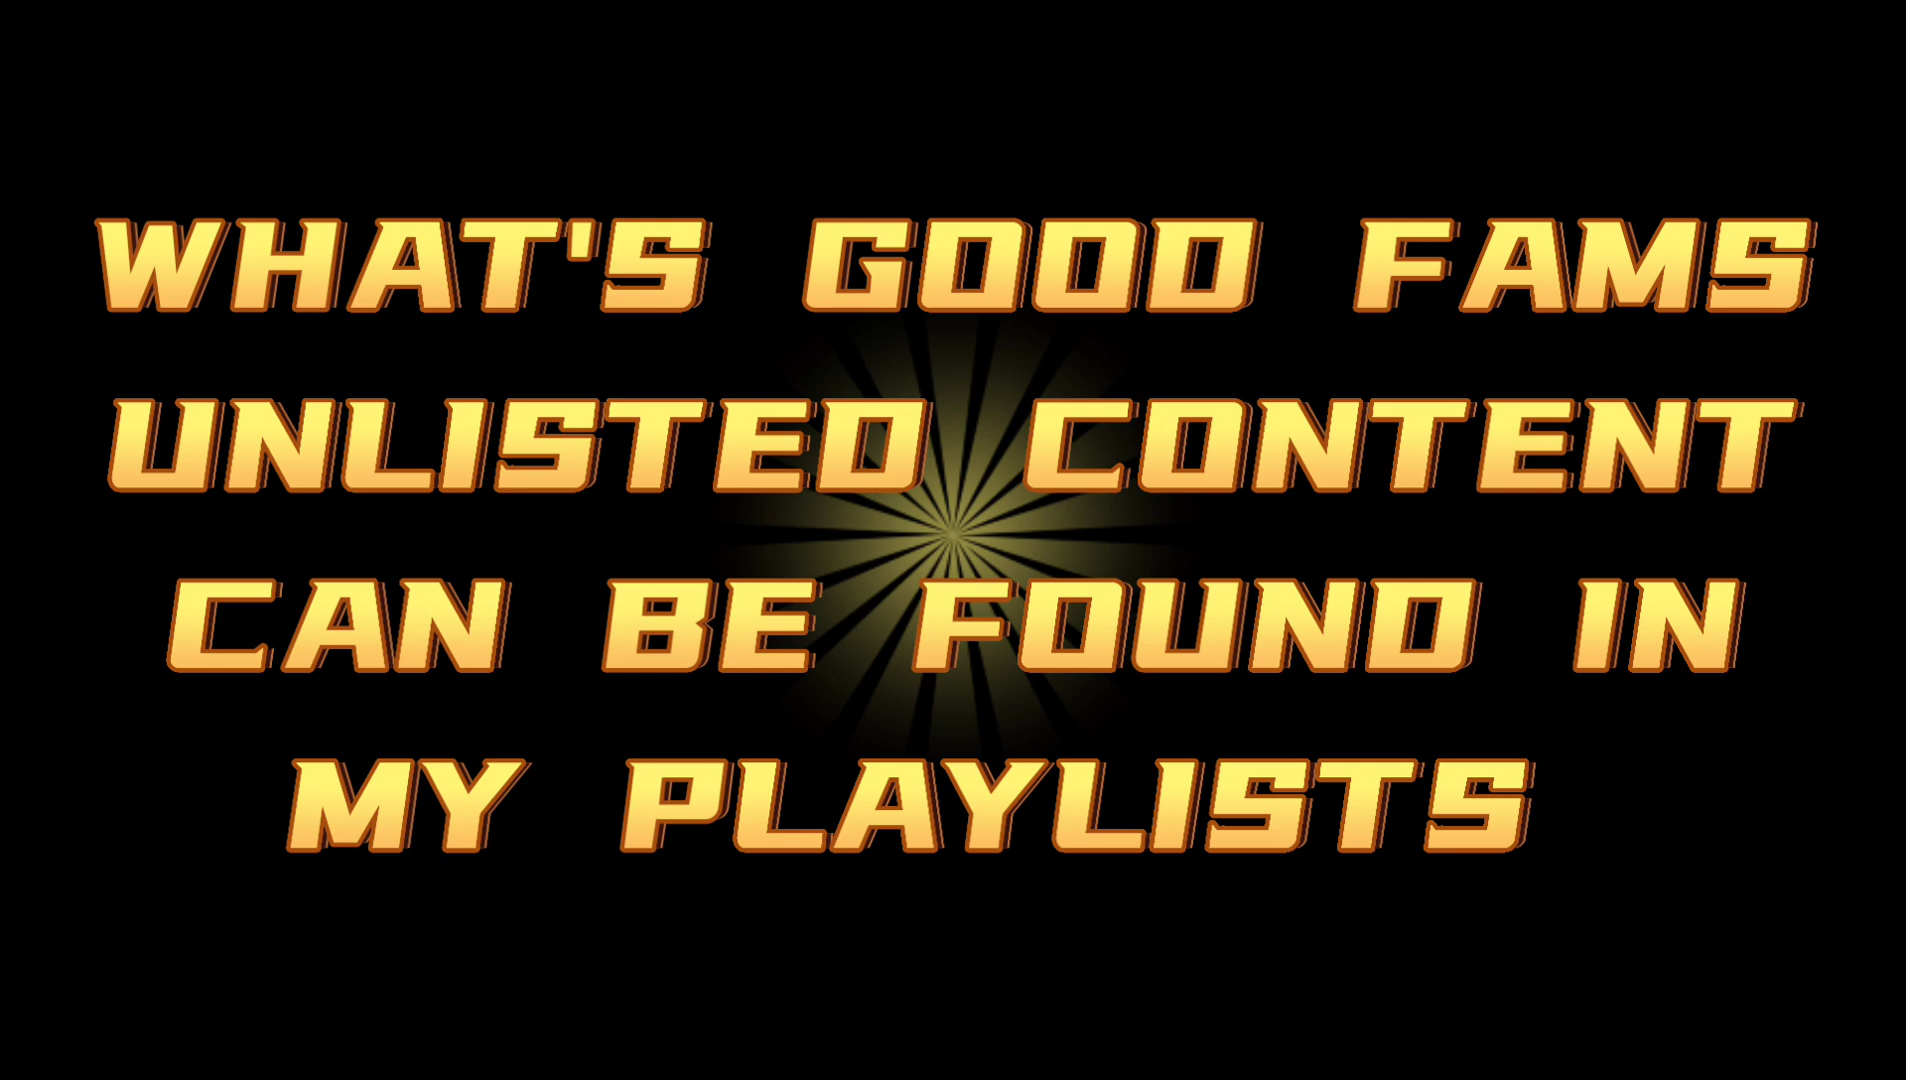 WHAT'S GOOD FAMS
UNLISTED CONTENT
CAN BE FOUND IN
MY PLAYLISTS